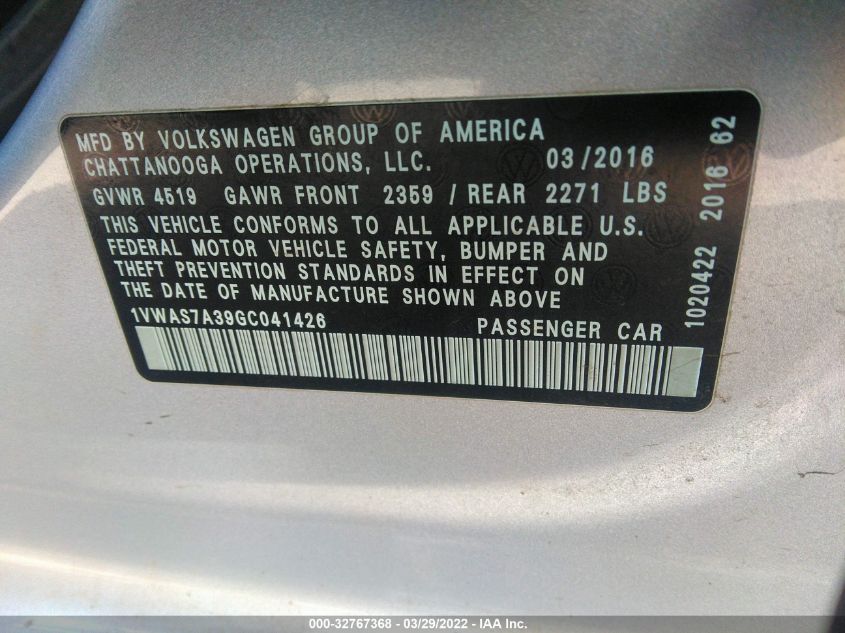 MFD BY VOLKSWAGEN GROUP OF AMERICA
CHATTANOOGA OPERATIONS, LLC. 03/2016
GVWR 4519 GAWR FRONT 2359 / REAR 2271 LBS
THIS VEHICLE CONFORMS TO ALL APPLICABLE U.S.
FEDERAL MOTOR VEHICLE SAFETY, BUMPER AND
THEFT PREVENTION STANDARDS IN EFFECT ON
THE DATE OF MANUFACTURE SHOWN ABOVE
1VWAS7A39GC041426 PASSENGER CAR
1020422 2016 62
000-32767368 - 03/29/2022 - IAA Inc.